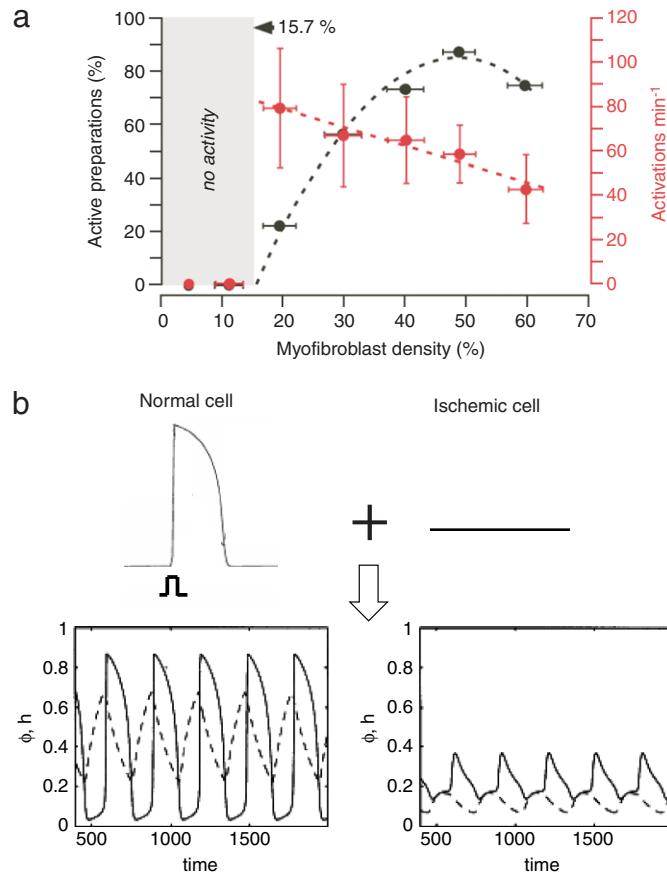 a
15.7 %
no activity
Active preparations (%)
100
80
60
40
20
0
120
100
80
60
40
20
0
Activations min⁻¹
0 10 20 30 40 50 60 70
Myofibroblast density (%)
b
Normal cell
Ischemic cell
+
ϕ, h
1
0.8
0.6
0.4
0.2
0
500 1000 1500
time
ϕ, h
1
0.8
0.6
0.4
0.2
0
500 1000 1500
time